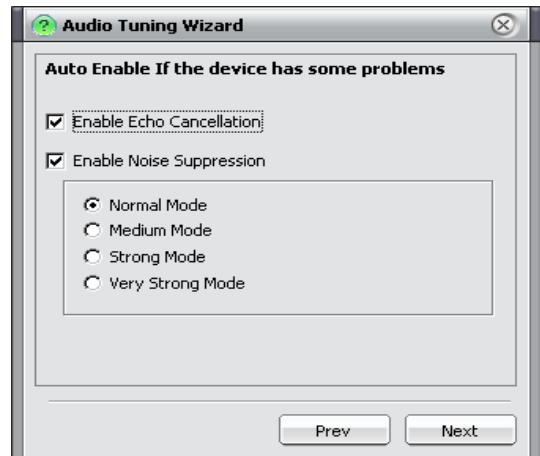 Audio Tuning Wizard
Auto Enable If the device has some problems
Enable Echo Cancellation
Enable Noise Suppression
Normal Mode
Medium Mode
Strong Mode
Very Strong Mode
Prev Next